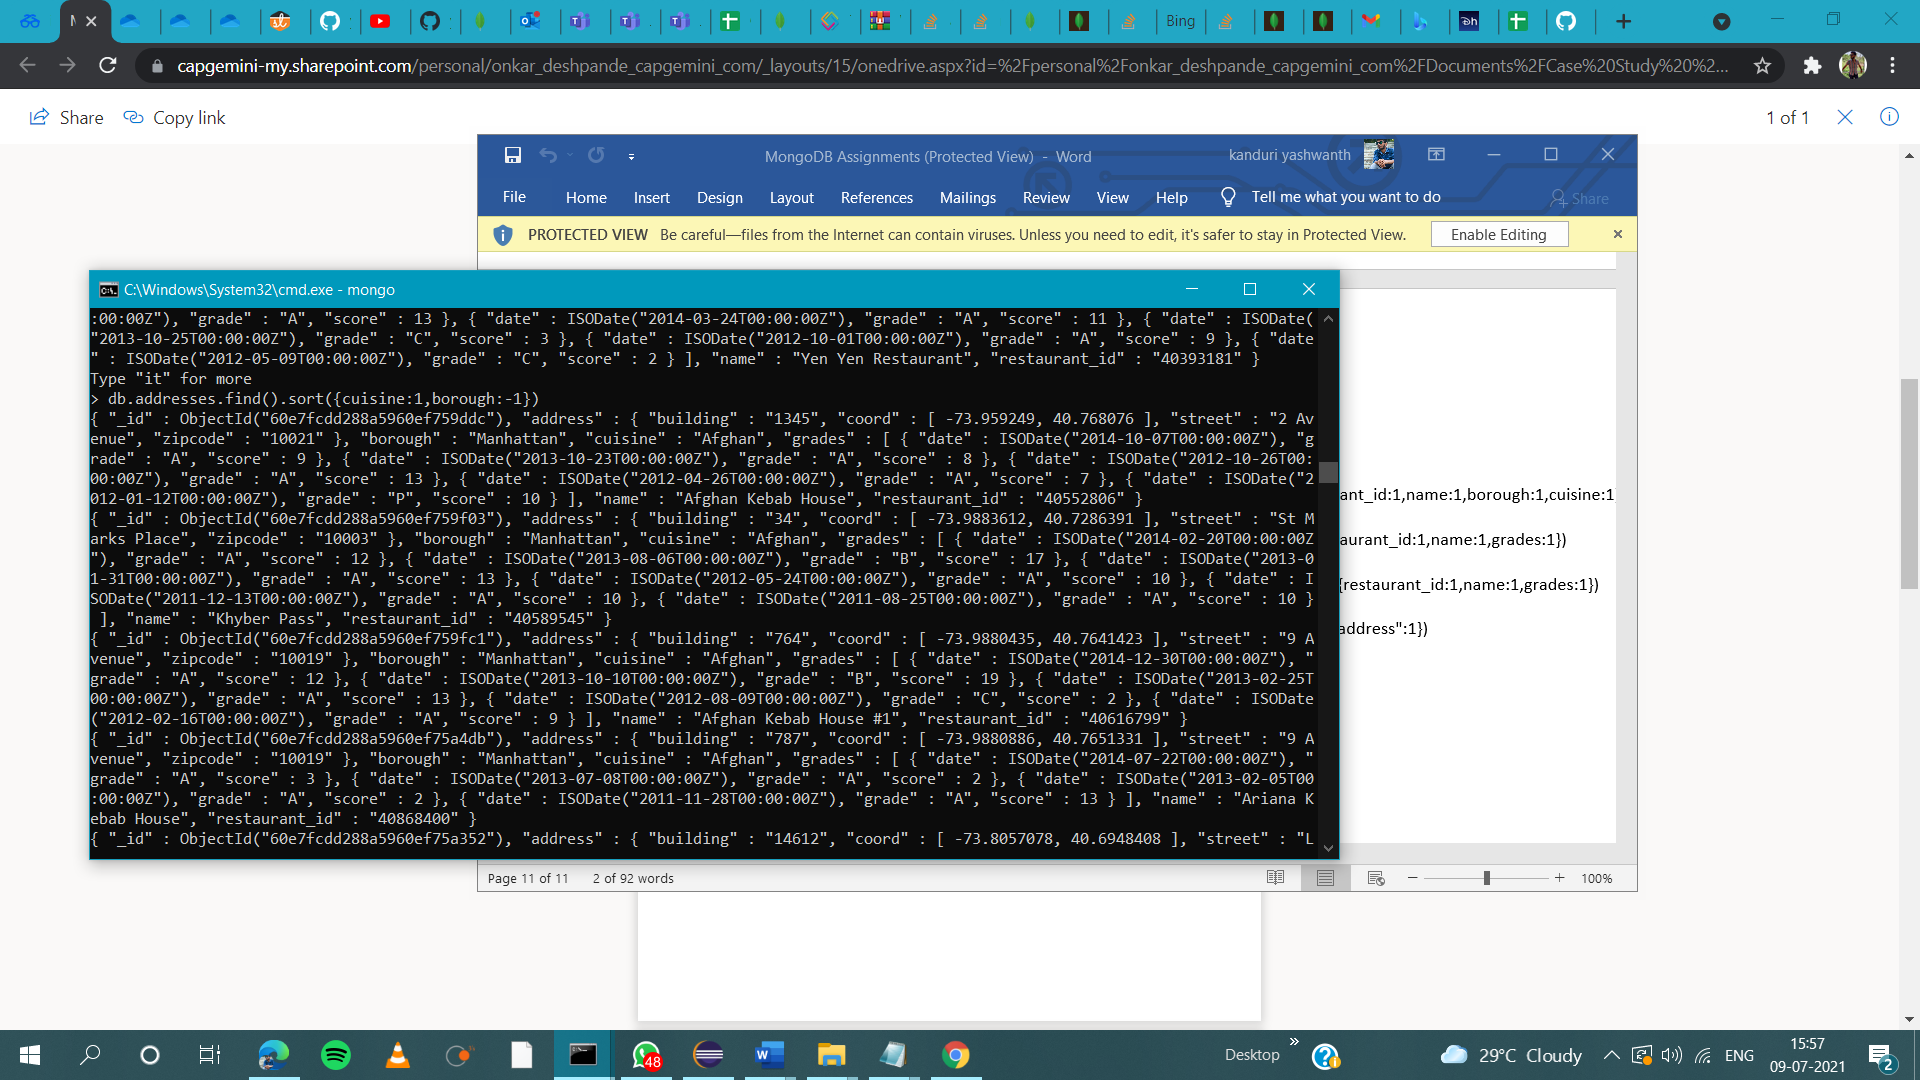 Bing
capgemini-my.sharepoint.com/personal/onkar_deshpande_capgemini_com/_layouts/15/onedrive.aspx?id=%2Fpersonal%2Fonkar_deshpande_capgemini_com%2FDocuments%2FCase%20Study%20%2...
Share
Copy link
1 of 1
MongoDB Assignments (Protected View) - Word
kanduri yashwanth
File
Home
Insert
Design
Layout
References
Mailings
Review
View
Help
Tell me what you want to do
Share
PROTECTED VIEW Be careful—files from the Internet can contain viruses. Unless you need to edit, it's safer to stay in Protected View.
Enable Editing
C:\Windows\System32\cmd.exe - mongo
:00:00Z"), "grade" : "A", "score" : 13 }, { "date" : ISODate("2014-03-24T00:00:00Z"), "grade" : "A", "score" : 11 }, { "date" : ISODate(
"2013-10-25T00:00:00Z"), "grade" : "C", "score" : 3 }, { "date" : ISODate("2012-10-01T00:00:00Z"), "grade" : "A", "score" : 9 }, { "date
" : ISODate("2012-05-09T00:00:00Z"), "grade" : "C", "score" : 2 } ], "name" : "Yen Yen Restaurant", "restaurant_id" : "40393181" }
Type "it" for more
> db.addresses.find().sort({cuisine:1,borough:-1})
{ "_id" : ObjectId("60e7fcdd288a5960ef759ddc"), "address" : { "building" : "1345", "coord" : [ -73.959249, 40.768076 ], "street" : "2 Av
enue", "zipcode" : "10021" }, "borough" : "Manhattan", "cuisine" : "Afghan", "grades" : [ { "date" : ISODate("2014-10-07T00:00:00Z"), "g
rade" : "A", "score" : 9 }, { "date" : ISODate("2013-10-23T00:00:00Z"), "grade" : "A", "score" : 8 }, { "date" : ISODate("2012-10-26T00:
00:00Z"), "grade" : "A", "score" : 13 }, { "date" : ISODate("2012-04-26T00:00:00Z"), "grade" : "A", "score" : 7 }, { "date" : ISODate("2
012-01-12T00:00:00Z"), "grade" : "P", "score" : 10 } ], "name" : "Afghan Kebab House", "restaurant_id" : "40552806" }
{ "_id" : ObjectId("60e7fcdd288a5960ef759f03"), "address" : { "building" : "34", "coord" : [ -73.9883612, 40.7286391 ], "street" : "St M
arks Place", "zipcode" : "10003" }, "borough" : "Manhattan", "cuisine" : "Afghan", "grades" : [ { "date" : ISODate("2014-02-20T00:00:00Z
"), "grade" : "A", "score" : 12 }, { "date" : ISODate("2013-08-06T00:00:00Z"), "grade" : "B", "score" : 17 }, { "date" : ISODate("2013-0
1-31T00:00:00Z"), "grade" : "A", "score" : 13 }, { "date" : ISODate("2012-05-24T00:00:00Z"), "grade" : "A", "score" : 10 }, { "date" : I
SODate("2011-12-13T00:00:00Z"), "grade" : "A", "score" : 10 }, { "date" : ISODate("2011-08-25T00:00:00Z"), "grade" : "A", "score" : 10 }
], "name" : "Khyber Pass", "restaurant_id" : "40589545" }
{ "_id" : ObjectId("60e7fcdd288a5960ef759fc1"), "address" : { "building" : "764", "coord" : [ -73.9880435, 40.7641423 ], "street" : "9 A
venue", "zipcode" : "10019" }, "borough" : "Manhattan", "cuisine" : "Afghan", "grades" : [ { "date" : ISODate("2014-12-30T00:00:00Z"), "
grade" : "A", "score" : 12 }, { "date" : ISODate("2013-10-10T00:00:00Z"), "grade" : "B", "score" : 19 }, { "date" : ISODate("2013-02-25T
00:00:00Z"), "grade" : "A", "score" : 13 }, { "date" : ISODate("2012-08-09T00:00:00Z"), "grade" : "C", "score" : 2 }, { "date" : ISODate
("2012-02-16T00:00:00Z"), "grade" : "A", "score" : 9 } ], "name" : "Afghan Kebab House #1", "restaurant_id" : "40616799" }
{ "_id" : ObjectId("60e7fcdd288a5960ef75a4db"), "address" : { "building" : "787", "coord" : [ -73.9880886, 40.7651331 ], "street" : "9 A
venue", "zipcode" : "10019" }, "borough" : "Manhattan", "cuisine" : "Afghan", "grades" : [ { "date" : ISODate("2014-07-22T00:00:00Z"), "
grade" : "A", "score" : 3 }, { "date" : ISODate("2013-07-08T00:00:00Z"), "grade" : "A", "score" : 2 }, { "date" : ISODate("2013-02-05T00
:00:00Z"), "grade" : "A", "score" : 2 }, { "date" : ISODate("2011-11-28T00:00:00Z"), "grade" : "A", "score" : 13 } ], "name" : "Ariana K
ebab House", "restaurant_id" : "40868400" }
{ "_id" : ObjectId("60e7fcdd288a5960ef75a352"), "address" : { "building" : "14612", "coord" : [ -73.8057078, 40.6948408 ], "street" : "L
ant_id:1,name:1,borough:1,cuisine:1
aurant_id:1,name:1,grades:1})
{restaurant_id:1,name:1,grades:1})
address":1})
Page 11 of 11
2 of 92 words
100%
48
Desktop
29°C Cloudy
ENG
15:57
09-07-2021
2